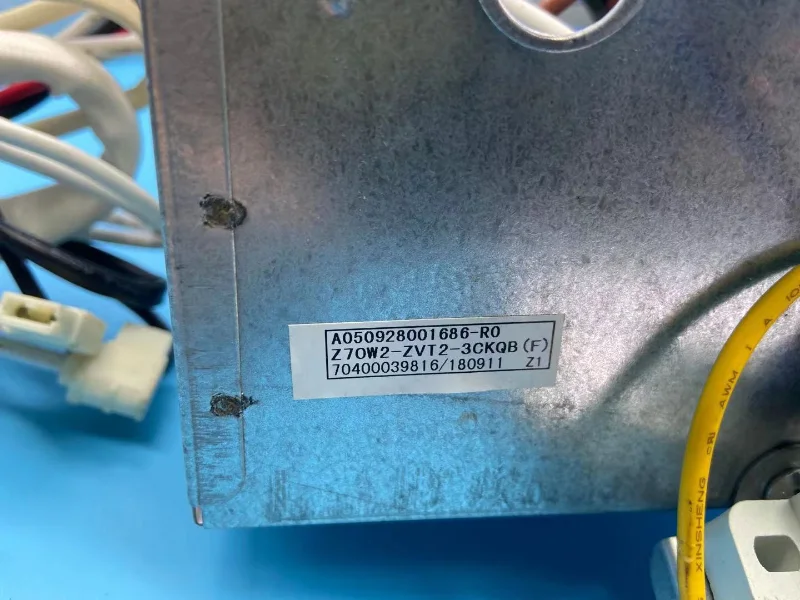 A050928001686-R0
Z70W2-ZVT2-3CKQB (F)
70400039816/180911 Z1
AWM
XINSHENG